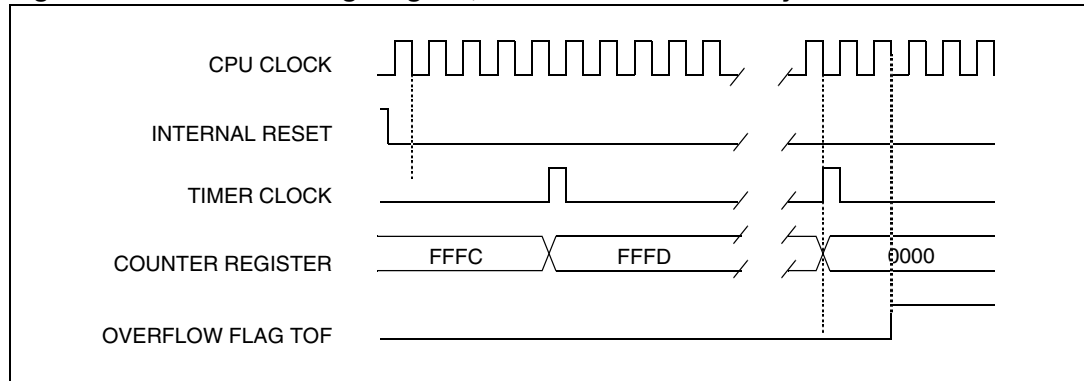 CPU CLOCK
INTERNAL RESET
TIMER CLOCK
COUNTER REGISTER FFFC FFFD 0000
OVERFLOW FLAG TOF